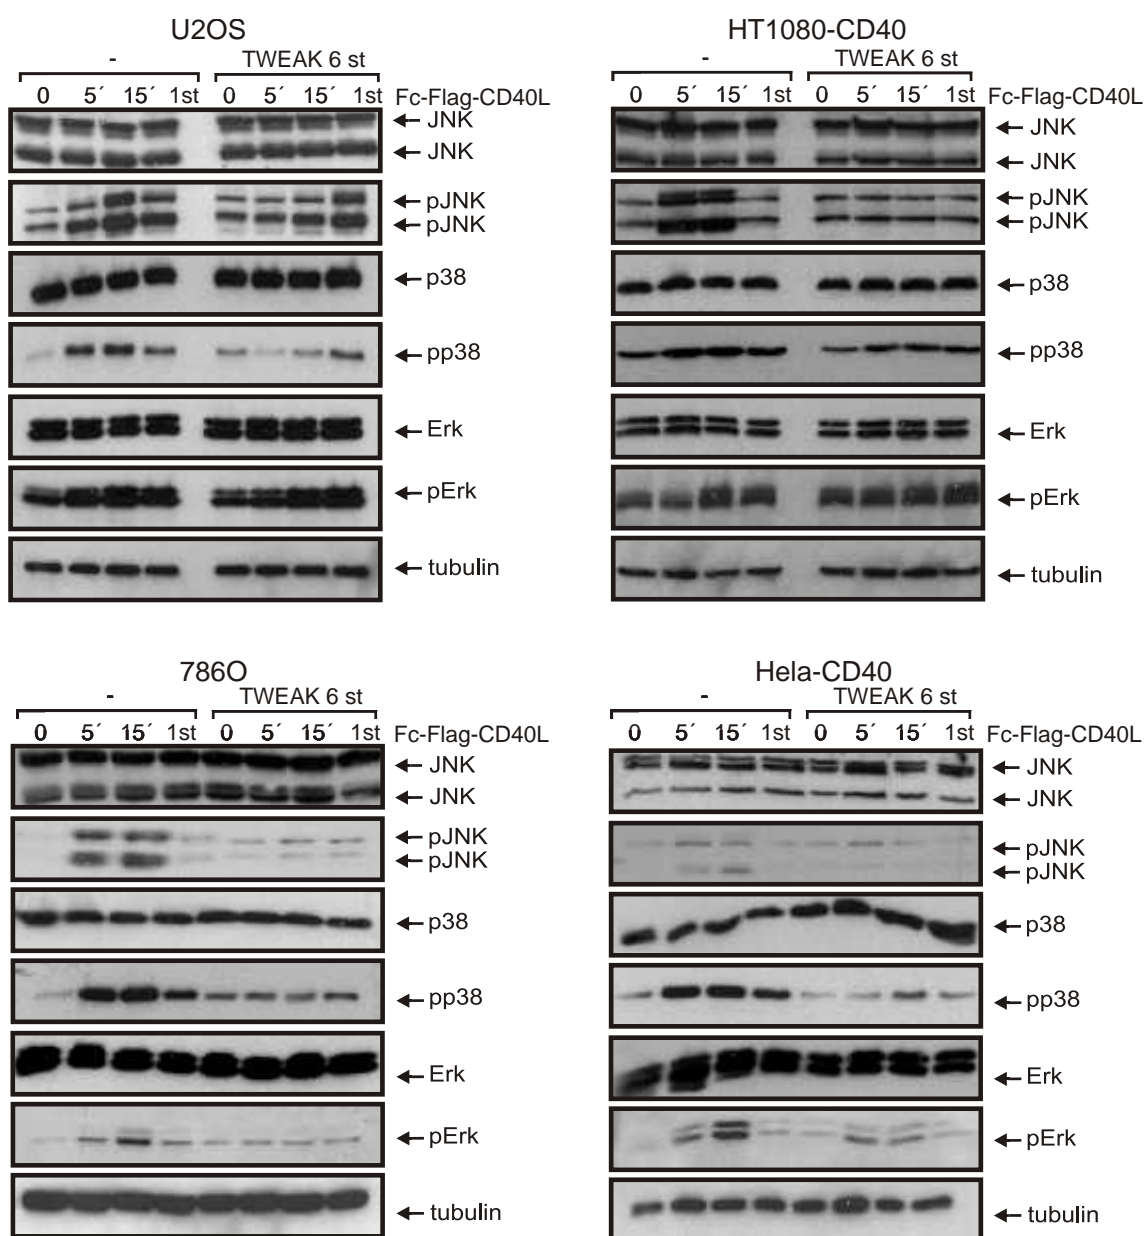 U2OS
- TWEAK 6 st
0 5´ 15´ 1st 0 5´ 15´ 1st Fc-Flag-CD40L
JNK
JNK
pJNK
pJNK
p38
pp38
Erk
pErk
tubulin
HT1080-CD40
- TWEAK 6 st
0 5´ 15´ 1st 0 5´ 15´ 1st Fc-Flag-CD40L
JNK
JNK
pJNK
pJNK
p38
pp38
Erk
pErk
tubulin
786O
- TWEAK 6 st
0 5´ 15´ 1st 0 5´ 15´ 1st Fc-Flag-CD40L
JNK
JNK
pJNK
pJNK
p38
pp38
Erk
pErk
tubulin
Hela-CD40
- TWEAK 6 st
0 5´ 15´ 1st 0 5´ 15´ 1st Fc-Flag-CD40L
JNK
JNK
pJNK
pJNK
p38
pp38
Erk
pErk
tubulin